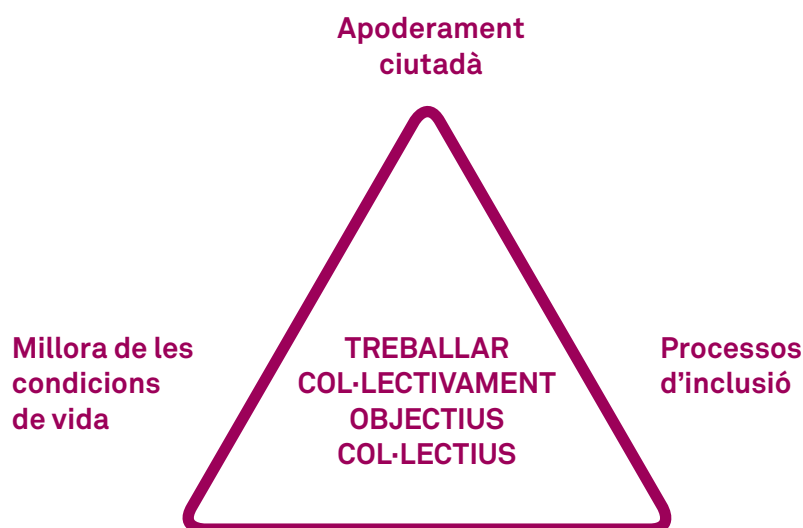 Apoderament
ciutadà
Millora de les
condicions
de vida
TREBALLAR
COL·LECTIVAMENT
OBJECTIUS
COL·LECTIUS
Processos
d’inclusió